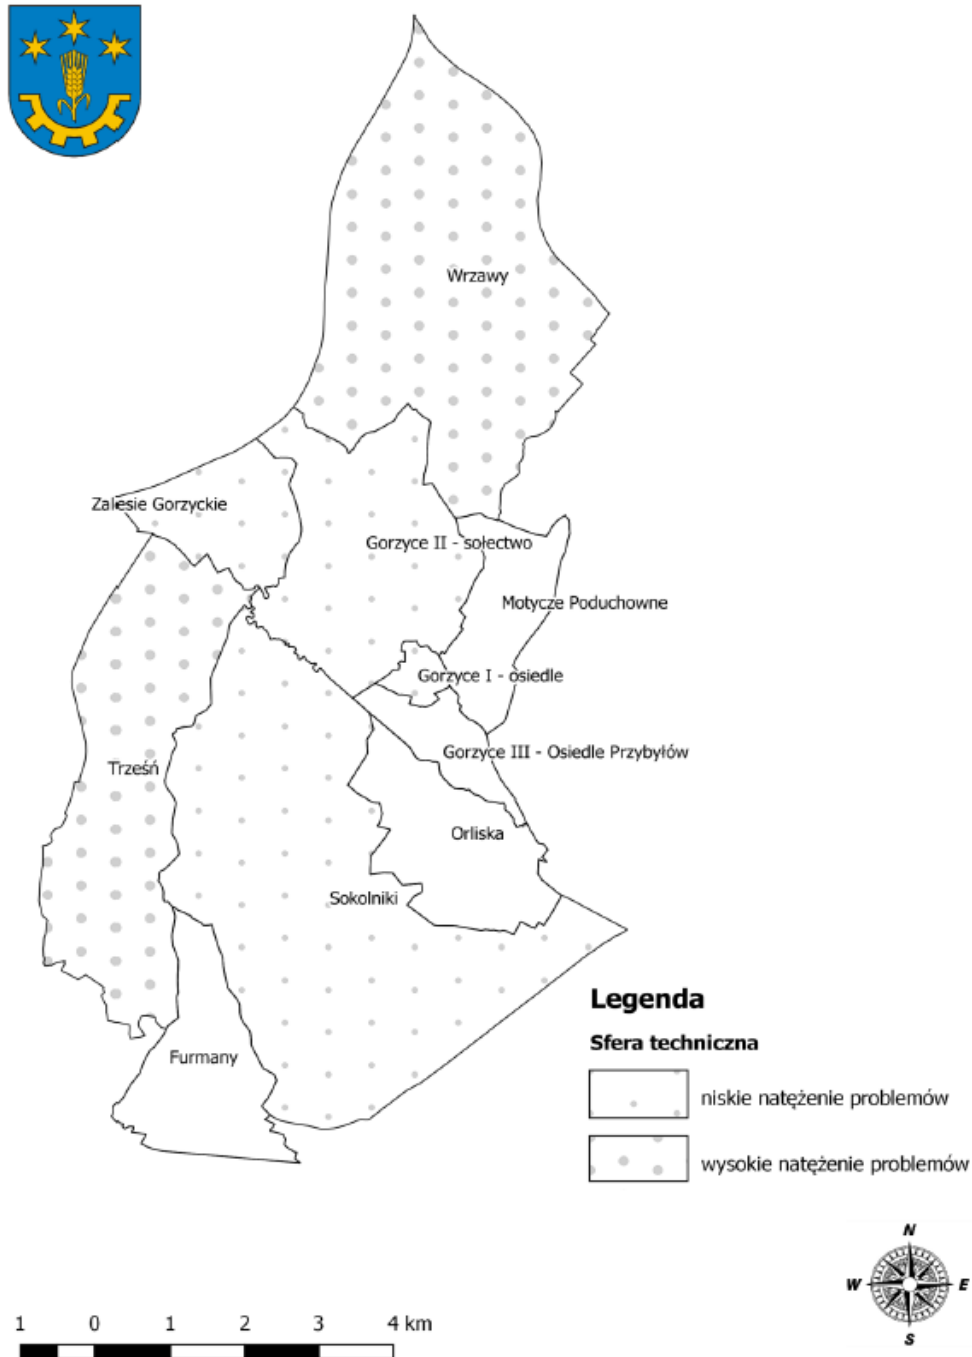 Wrzawy
Zalesie Gorzyckie
Gorzyce II - sołectwo
Motycze Poduchowne
Gorzyce I - osiedle
Gorzyce III - Osiedle Przybyłów
Trześń
Orliska
Sokolniki
Furmany
Legenda
Sfera techniczna
niskie natężenie problemów
wysokie natężenie problemów
N
W E
S
1 0 1 2 3 4 km